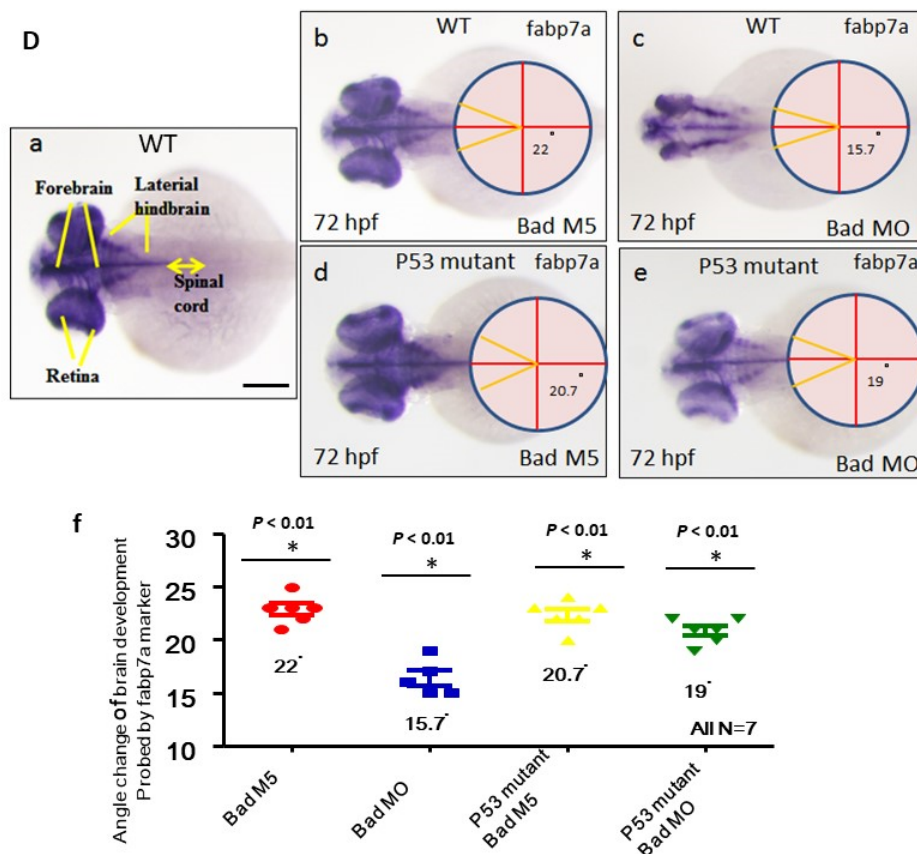 D
a
WT
Forebrain
Laterial
hindbrain
Spinal
cord
Retina
b
WT
fabp7a
22°
72 hpf
Bad M5
c
WT
fabp7a
15.7°
72 hpf
Bad MO
d
P53 mutant
fabp7a
20.7°
72 hpf
Bad M5
e
P53 mutant
fabp7a
19°
72 hpf
Bad MO
f
Angle change of brain development
Probed by fabp7a marker
30
25
20
15
10
P < 0.01
*
P < 0.01
*
P < 0.01
*
P < 0.01
*
22°
15.7°
20.7°
19°
All N=7
Bad M5
Bad MO
P53 mutant
Bad M5
P53 mutant
Bad MO